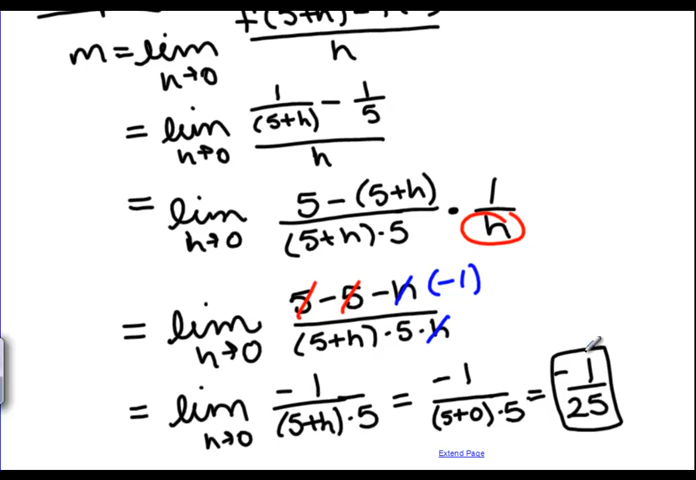 m = lim h→0 f(5+h) - f(5) / h
= lim h→0 (1/(5+h) - 1/5) / h
= lim h→0 5 - (5+h) / (5+h)·5 · 1/h
= lim h→0 5 - 5 - h (-1) / (5+h)·5·h
= lim h→0 -1 / (5+h)·5 = -1 / (5+0)·5 = -1/25
Extend Page